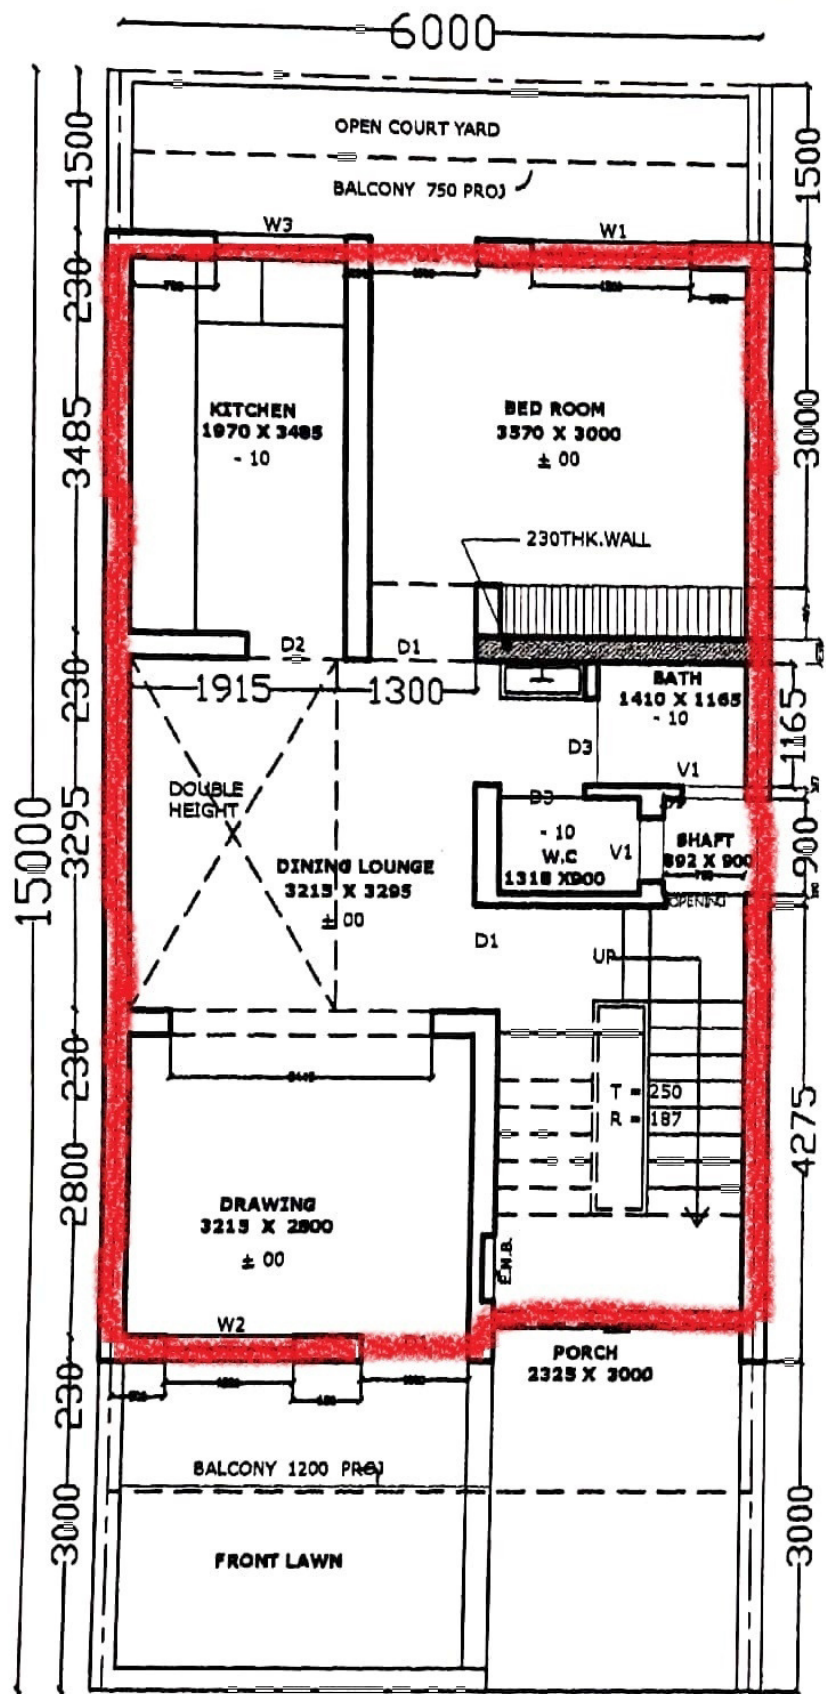 6000
1500
OPEN COURT YARD
BALCONY 750 PROJ
1500
W3
W1
230
3485
KITCHEN
1970 X 3485
- 10
BED ROOM
3570 X 3000
± 00
3000
230THK.WALL
D2
D1
230
1915
1300
BATH
1410 X 1165
- 10
1165
D3
V1
DOUBLE
HEIGHT
D3
- 10
W.C
1318 X900
V1
SHAFT
892 X 900
900
15000
3295
DINING LOUNGE
3215 X 3295
± 00
OPENING
D1
UP
230
T = 250
R = 187
4275
2800
DRAWING
3215 X 2800
± 00
E.M.B.
W2
PORCH
2325 X 3000
230
BALCONY 1200 PROJ
3000
FRONT LAWN
3000